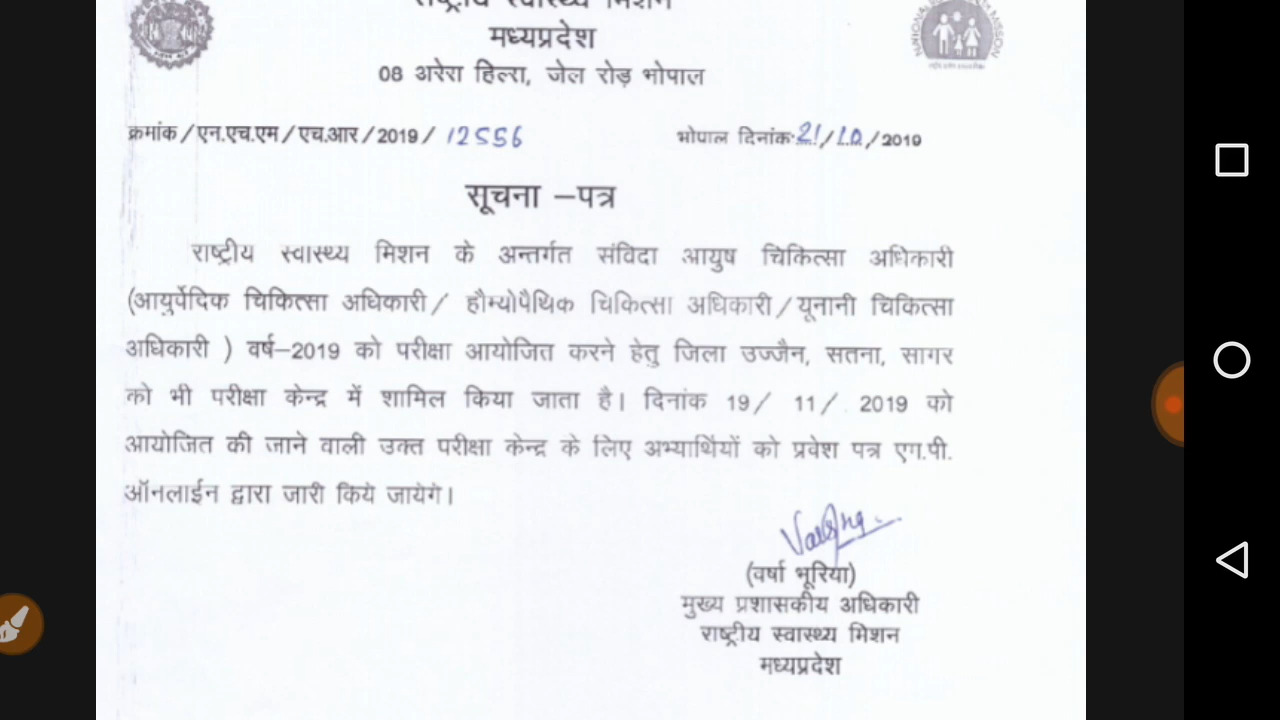 राष्ट्रीय स्वास्थ्य मिशन
मध्यप्रदेश
08 अरेरा हिल्स, जेल रोड़ भोपाल
क्रमांक/एन.एच.एम/एच.आर/2019/ 12556
भोपाल दिनांक 21/10/2019
सूचना –पत्र
राष्ट्रीय स्वास्थ्य मिशन के अन्तर्गत संविदा आयुष चिकित्सा अधिकारी
(आयुर्पेदिक चिकित्सा अधिकारी/ हौम्योपैथिक चिकित्सा अधिकारी/यूनानी चिकित्सा
अधिकारी ) वर्ष–2019 को परीक्षा आयोजित करने हेतु जिला उज्जैन, सतना, सागर
को भी परीक्षा केन्द्र में शामिल किया जाता है। दिनांक 19/ 11/ 2019 को
आयोजित की जाने वाली उक्त परीक्षा केन्द्र के लिए अभ्यार्थियों को प्रवेश पत्र एम.पी.
ऑनलाईन द्वारा जारी किये जायेगे।
(वर्षा भूरिया)
मुख्य प्रशासकीय अधिकारी
राष्ट्रीय स्वास्थ्य मिशन
मध्यप्रदेश